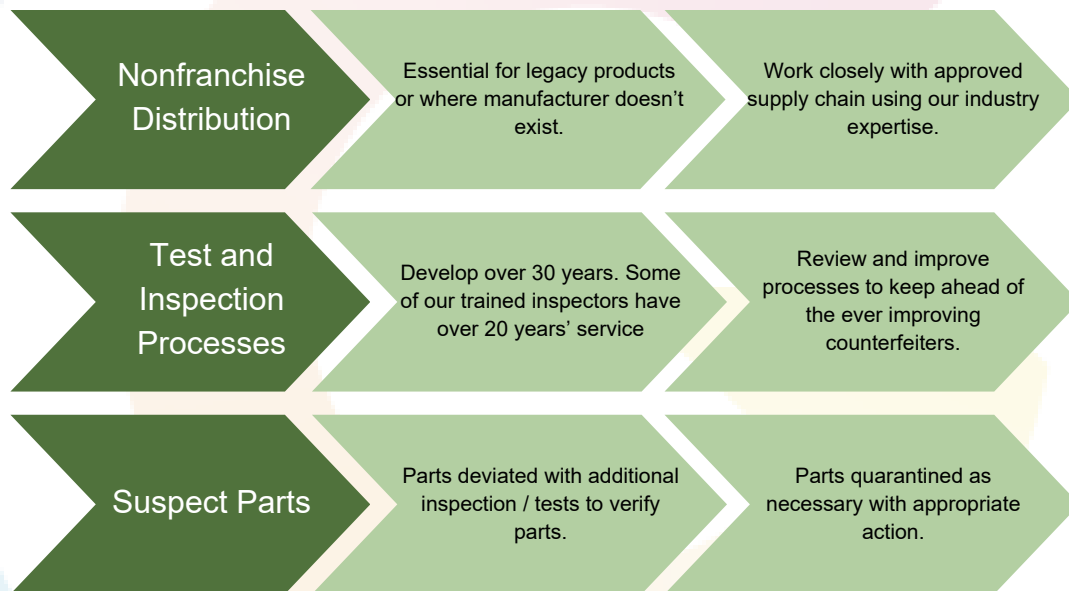 Nonfranchise
Distribution
Essential for legacy products
or where manufacturer doesn't
exist.
Work closely with approved
supply chain using our industry
expertise.
Test and
Inspection
Processes
Develop over 30 years. Some
of our trained inspectors have
over 20 years' service
Review and improve
processes to keep ahead of
the ever improving
counterfeiters.
Suspect Parts
Parts deviated with additional
inspection / tests to verify
parts.
Parts quarantined as
necessary with appropriate
action.